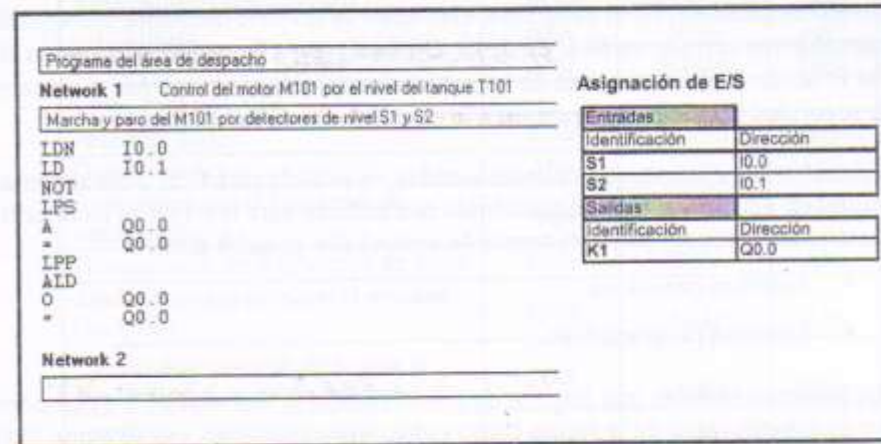 Programa del área de despacho
Network 1 Control del motor M101 por el nivel del tanque T101
Marcha y paro del M101 por detectores de nivel S1 y S2
LDN I0.0
LD I0.1
NOT
LPS
A Q0.0
= Q0.0
LPP
ALD
O Q0.0
= Q0.0
Network 2
Asignación de E/S
Entradas
Identificación Dirección
S1 I0.0
S2 I0.1
Salidas
Identificación Dirección
K1 Q0.0